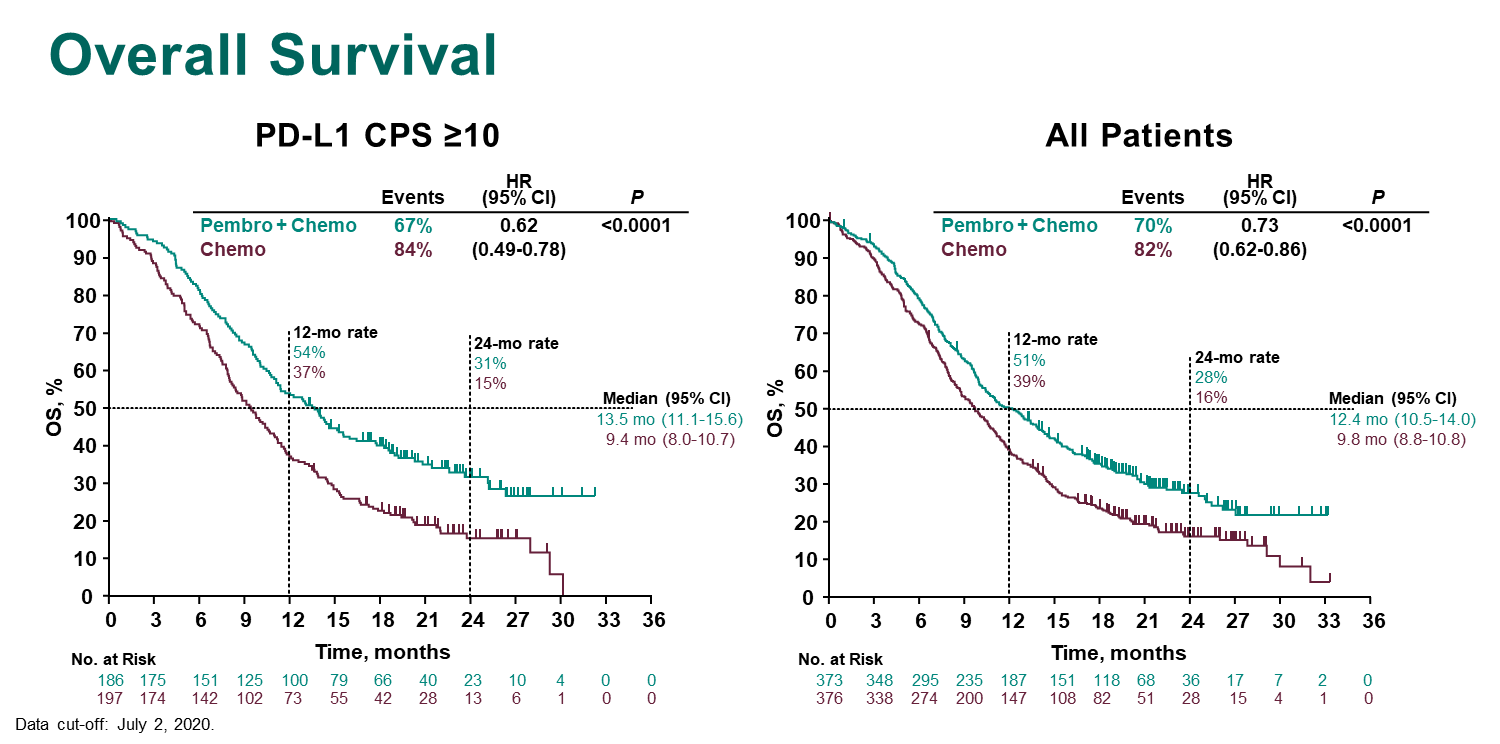 Overall Survival
PD-L1 CPS ≥10
Events HR (95% CI) P
Pembro + Chemo 67% 0.62 <0.0001
Chemo 84% (0.49-0.78)
100
90
80
70
60
50
40
30
20
10
0
OS, %
12-mo rate
54%
37%
24-mo rate
31%
15%
Median (95% CI)
13.5 mo (11.1-15.6)
9.4 mo (8.0-10.7)
0 3 6 9 12 15 18 21 24 27 30 33 36
Time, months
No. at Risk
186 175 151 125 100 79 66 40 23 10 4 0 0
197 174 142 102 73 55 42 28 13 6 1 0 0
All Patients
Events HR (95% CI) P
Pembro + Chemo 70% 0.73 <0.0001
Chemo 82% (0.62-0.86)
100
90
80
70
60
50
40
30
20
10
0
OS, %
12-mo rate
51%
39%
24-mo rate
28%
16%
Median (95% CI)
12.4 mo (10.5-14.0)
9.8 mo (8.8-10.8)
0 3 6 9 12 15 18 21 24 27 30 33 36
Time, months
No. at Risk
373 348 295 235 187 151 118 68 36 17 7 2 0
376 338 274 200 147 108 82 51 28 15 4 1 0
Data cut-off: July 2, 2020.